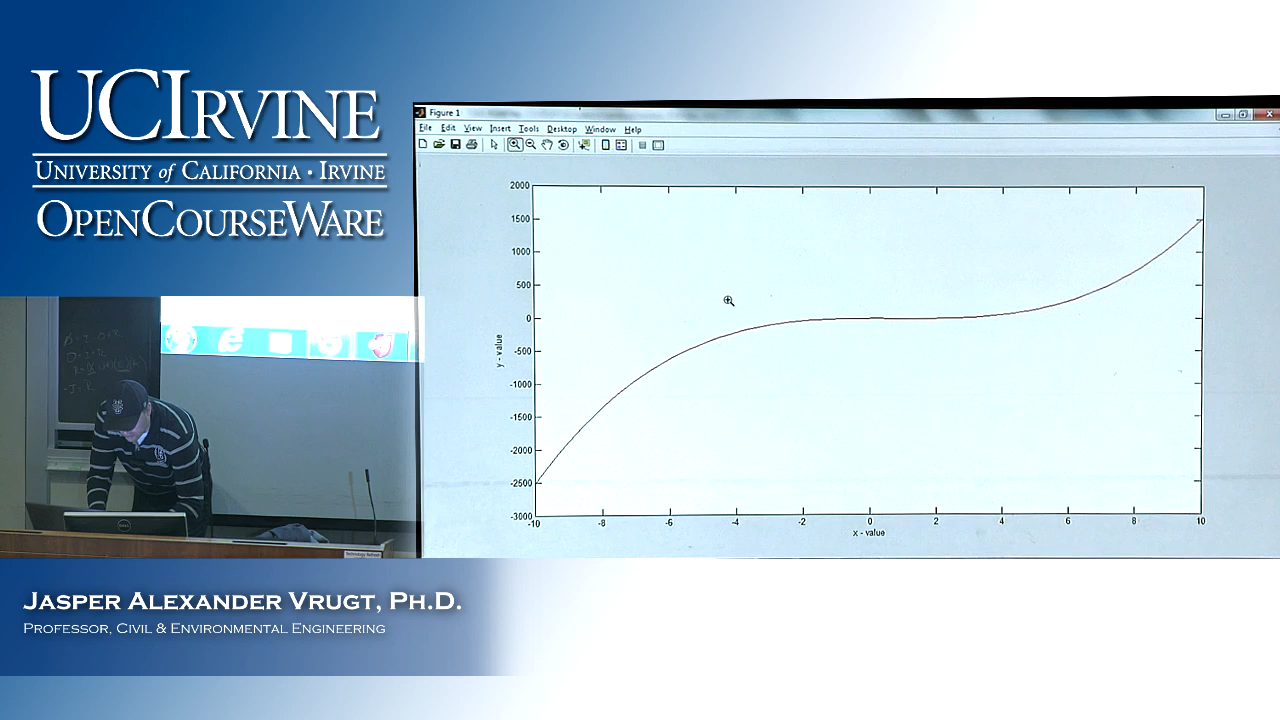 UCIRVINE
UNIVERSITY of CALIFORNIA · IRVINE
OPENCOURSEWARE
Figure 1
File Edit View Insert Tools Desktop Window Help
2000
1500
1000
500
0
-500
-1000
-1500
-2000
-2500
-3000
y - value
-10 -8 -6 -4 -2 0 2 4 6 8 10
x - value
DELL
JASPER ALEXANDER VRUGT, PH.D.
PROFESSOR, CIVIL & ENVIRONMENTAL ENGINEERING